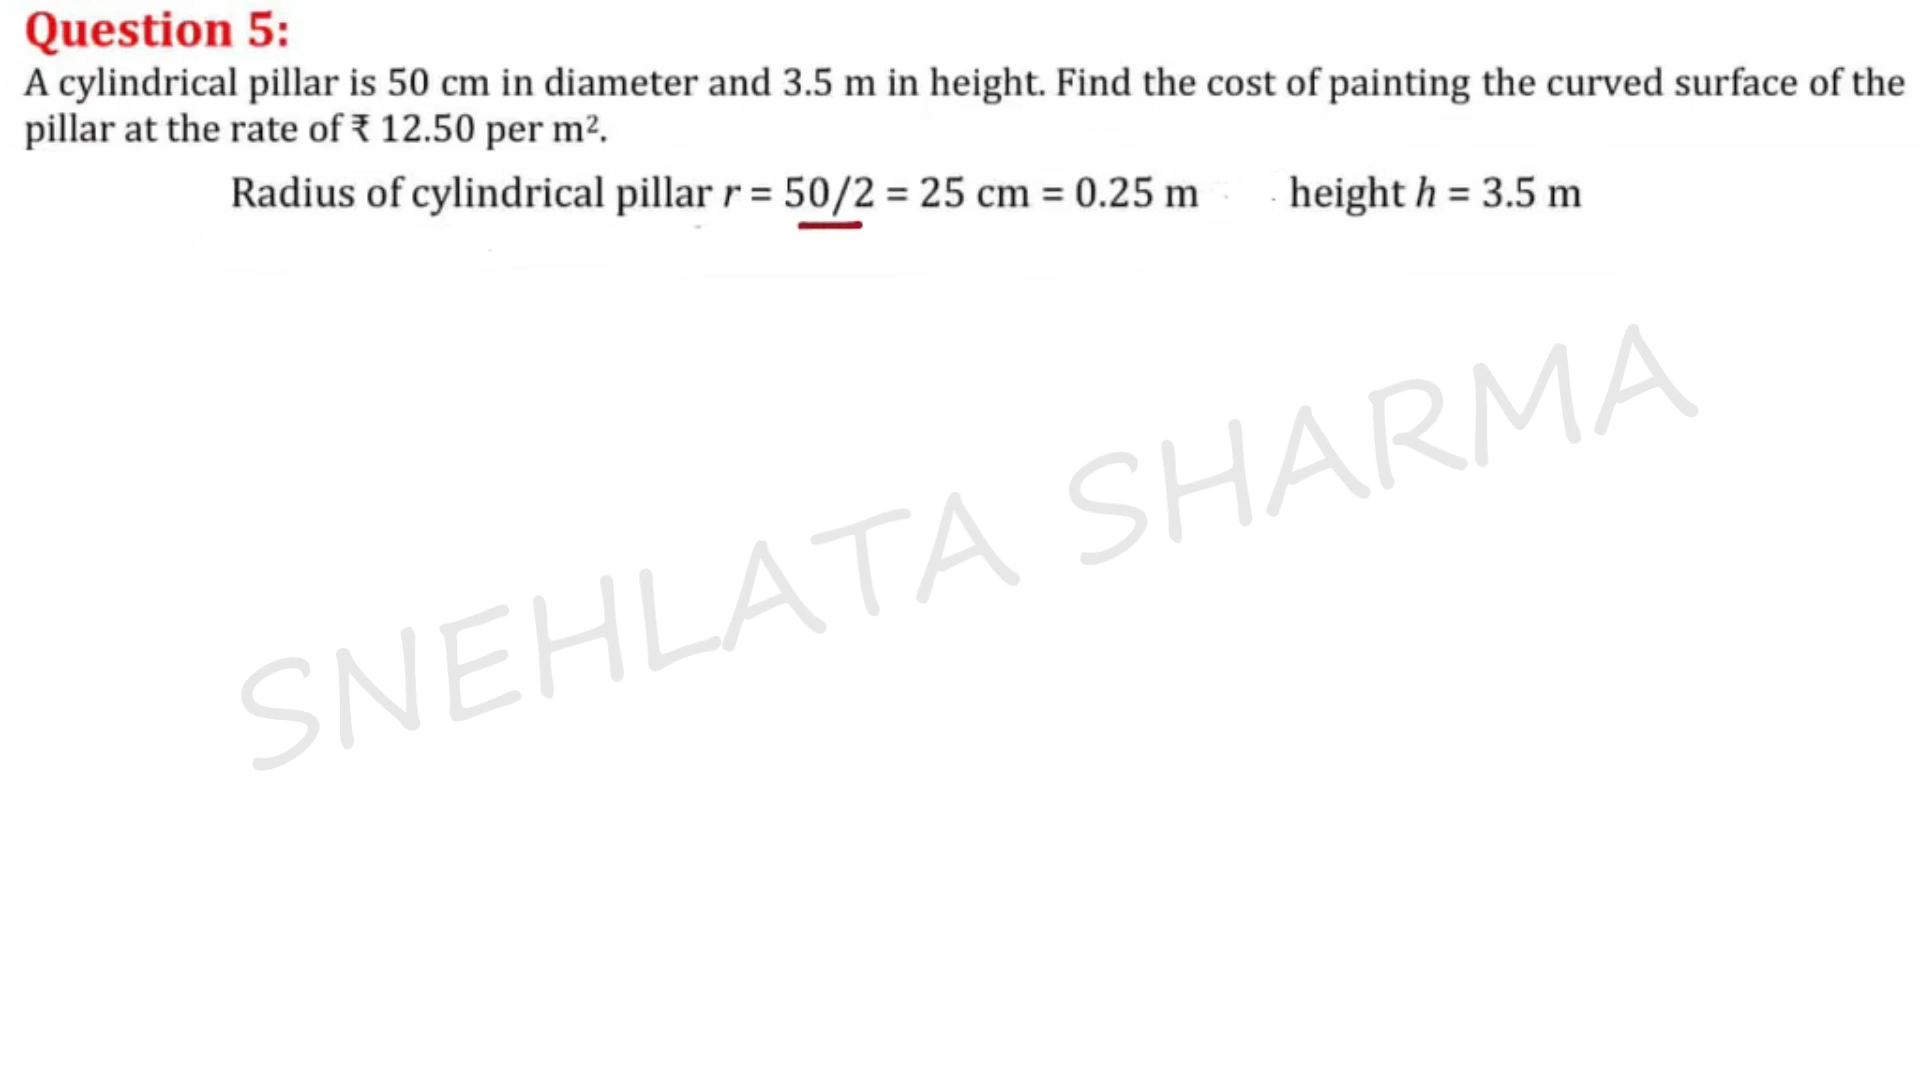 Question 5:
A cylindrical pillar is 50 cm in diameter and 3.5 m in height. Find the cost of painting the curved surface of the
pillar at the rate of ₹ 12.50 per m².
Radius of cylindrical pillar r = 50/2 = 25 cm = 0.25 m height h = 3.5 m
SNEHLATA SHARMA